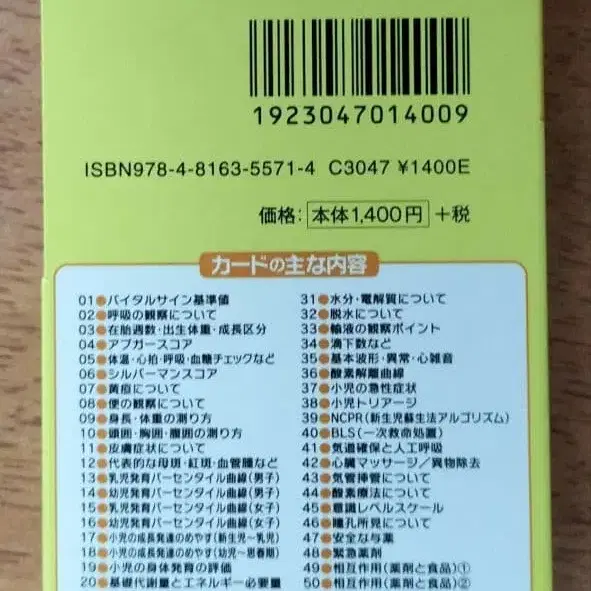 1923047014009
ISBN978-4-8163-5571-4 C3047 ¥1400E
価格: 本体1,400円 +税
カードの主な内容
01●バイタルサイン基準値
02●呼吸の観察について
03●在胎週数・出生体重・成長区分
04●アプガースコア
05●体温・心拍・呼吸・血糖チェックなど
06●シルバーマンスコア
07●黄疸について
08●便の観察について
09●身長・体重の測り方
10●頭囲・胸囲・腹囲の測り方
11●皮膚症状について
12●代表的な母斑・紅斑・血管腫など
13●乳児発育パーセンタイル曲線(男子)
14●幼児発育パーセンタイル曲線(男子)
15●乳児発育パーセンタイル曲線(女子)
16●幼児発育パーセンタイル曲線(女子)
17●小児の成長発達のめやす(新生児〜乳児)
18●小児の成長発達のめやす(幼児〜思春期)
19●小児の身体発育の評価
20●基礎代謝量とエネルギー必要量
31●水分・電解質について
32●脱水について
33●輸液の観察ポイント
34●滴下数など
35●基本波形・異常・心雑音
36●酸素解離曲線
37●小児の急性症状
38●小児トリアージ
39●NCPR(新生児蘇生法アルゴリズム)
40●BLS(一次救命処置)
41●気道確保と人工呼吸
42●心臓マッサージ/異物除去
43●気管挿管について
44●酸素療法について
45●意識レベルスケール
46●瞳孔所見について
47●安全な与薬
48●緊急薬剤
49●相互作用(薬剤と食品)①
50●相互作用(薬剤と食品)②